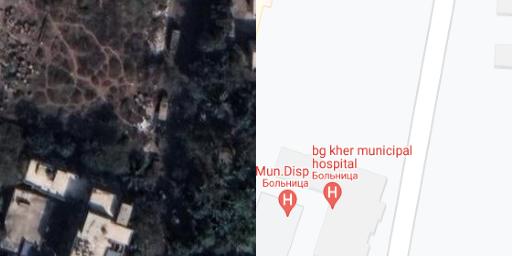 bg kher municipal
hospital
Больница
Mun.Disp
Больница
H
H